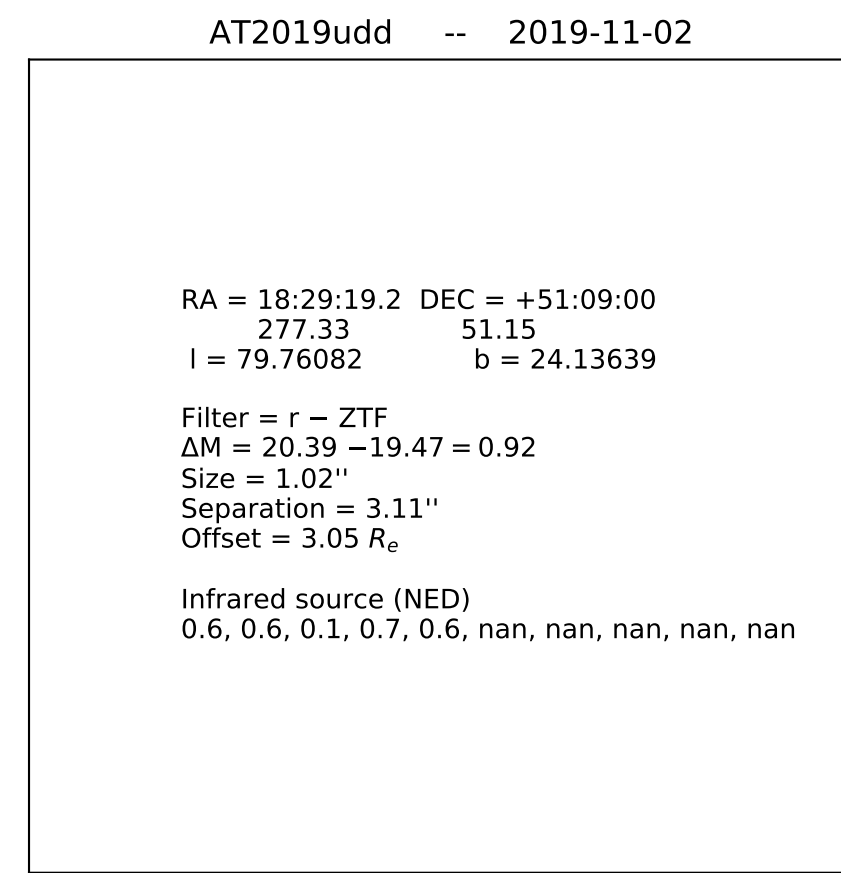 AT2019udd -- 2019-11-02
RA = 18:29:19.2 DEC = +51:09:00
277.33 51.15
l = 79.76082 b = 24.13639
Filter = r − ZTF
ΔM = 20.39 −19.47 = 0.92
Size = 1.02''
Separation = 3.11''
Offset = 3.05 Re
Infrared source (NED)
0.6, 0.6, 0.1, 0.7, 0.6, nan, nan, nan, nan, nan